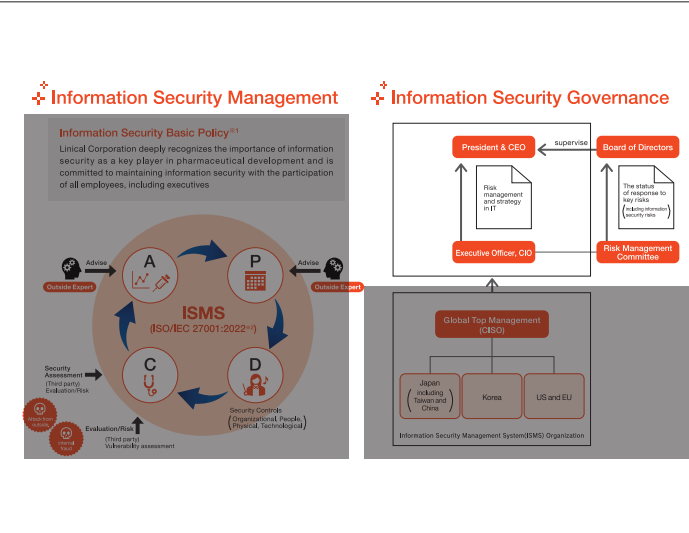 Information Security Management
Information Security Basic Policy※1
Linical Corporation deeply recognizes the importance of information
security as a key player in pharmaceutical development and is
committed to maintaining information security with the participation
of all employees, including executives
Advise
Outside Expert
A
P
Advise
Outside Expert
ISMS
(ISO/IEC 27001:2022※2)
C
D
Security
Assessment
(Third party)
Evaluation/Risk
Attack from
outside
Internal
fraud
Evaluation/Risk
(Third party)
Vulnerability assessment
Security Controls
(Organizational, People,
Physical, Technological)
Information Security Governance
President & CEO
supervise
Board of Directors
Risk
management
and strategy
in IT
The status
of response to
key risks
(including information
security risks)
Executive Officer, CIO
Risk Management
Committee
Global Top Management
(CISO)
Japan
(including
Taiwan and
China)
Korea
US and EU
Information Security Management System(ISMS) Organization